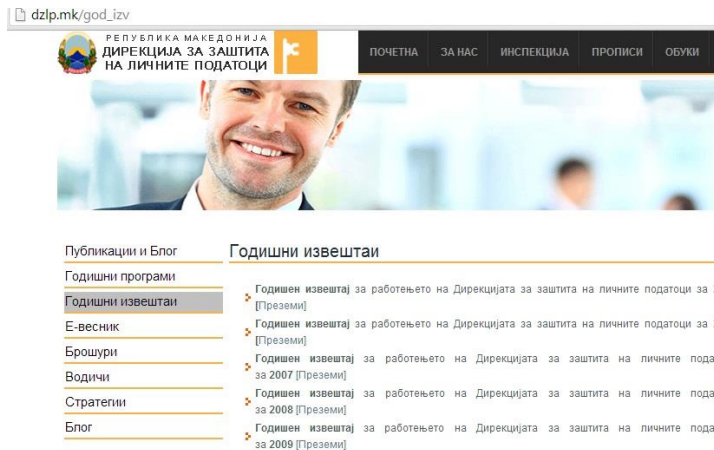 dzlp.mk/god_izv
РЕПУБЛИКА МАКЕДОНИЈА
ДИРЕКЦИЈА ЗА ЗАШТИТА
НА ЛИЧНИТЕ ПОДАТОЦИ
ПОЧЕТНА ЗА НАС ИНСПЕКЦИЈА ПРОПИСИ ОБУКИ
Публикации и Блог
Годишни програми
Годишни извештаи
Е-весник
Брошури
Водичи
Стратегии
Блог
Годишни извештаи
Годишен извештај за работењето на Дирекцијата за заштита на личните податоци за
[Преземи]
Годишен извештај за работењето на Дирекцијата за заштита на личните податоци за
[Преземи]
Годишен извештај за работењето на Дирекцијата за заштита на личните пода
за 2007 [Преземи]
Годишен извештај за работењето на Дирекцијата за заштита на личните пода
за 2008 [Преземи]
Годишен извештај за работењето на Дирекцијата за заштита на личните пода
за 2009 [Преземи]